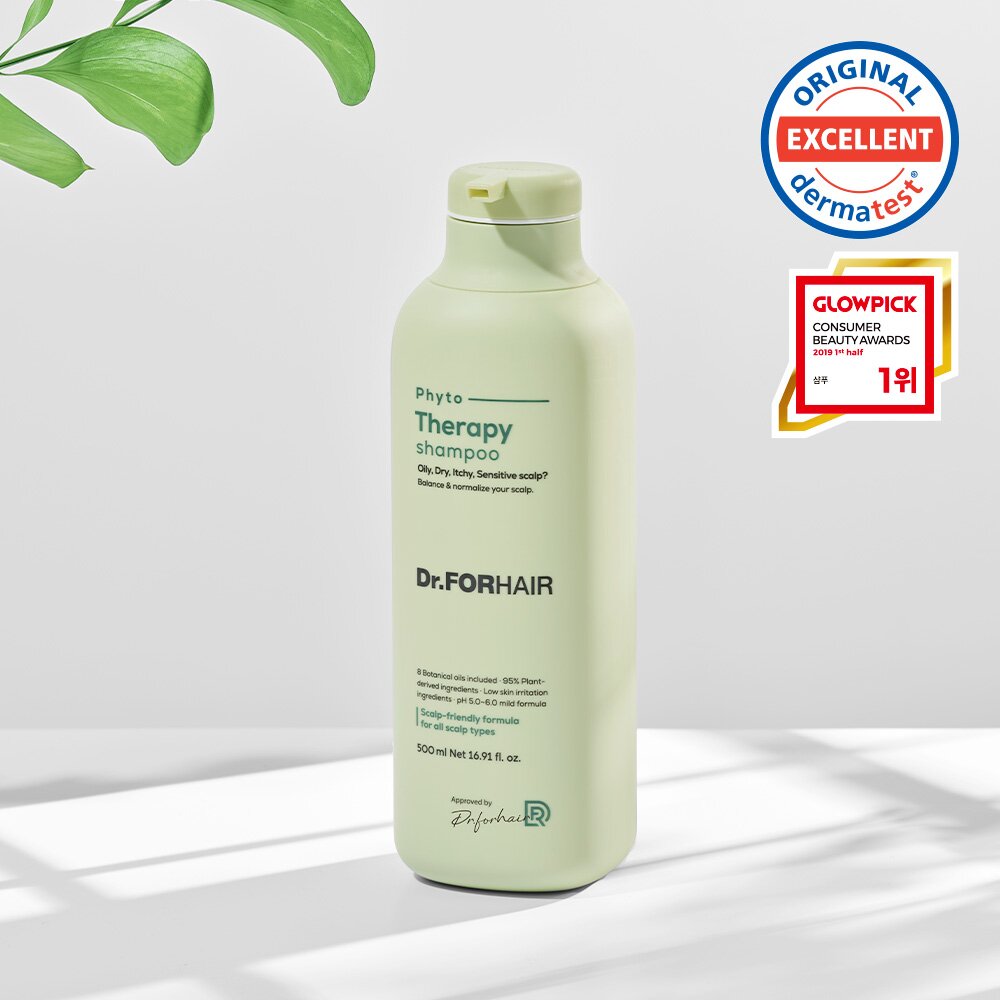 Phyto
Therapy
shampoo
Oily, Dry, Itchy, Sensitive scalp?
Balance & normalize your scalp.
Dr.FORHAIR
8 Botanical oils included · 95% Plant-
derived ingredients · Low skin irritation
ingredients · pH 5.0~6.0 mild formula
Scalp-friendly formula
for all scalp types
500 ml Net 16.91 fl. oz.
Approved by
Dr.forhair
ORIGINAL
EXCELLENT
dermatest®
GLOWPICK
CONSUMER
BEAUTY AWARDS
2019 1st half
샴푸 1위